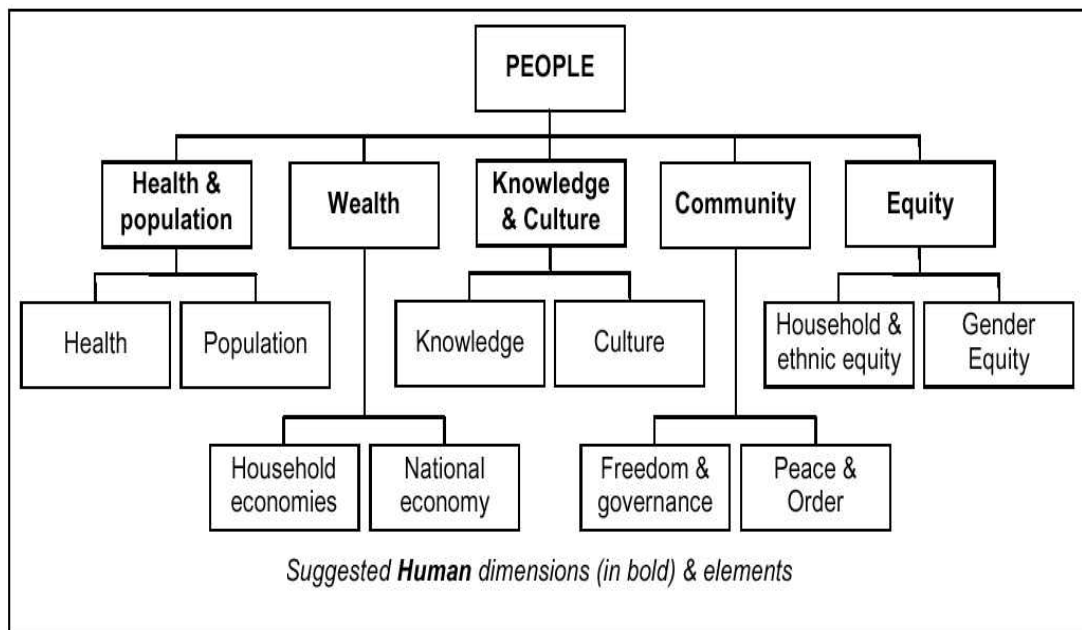 PEOPLE
Health &
population
Wealth
Knowledge
& Culture
Community
Equity
Health
Population
Knowledge
Culture
Household &
ethnic equity
Gender
Equity
Household
economies
National
economy
Freedom &
governance
Peace &
Order
Suggested Human dimensions (in bold) & elements